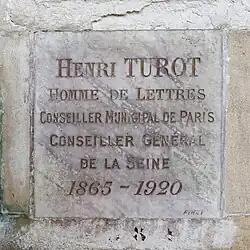 HENRI TUROT
HOMME DE LETTRES
CONSEILLER MUNICIPAL DE PARIS
CONSEILLER GÉNÉRAL
DE LA SEINE
1865 - 1920